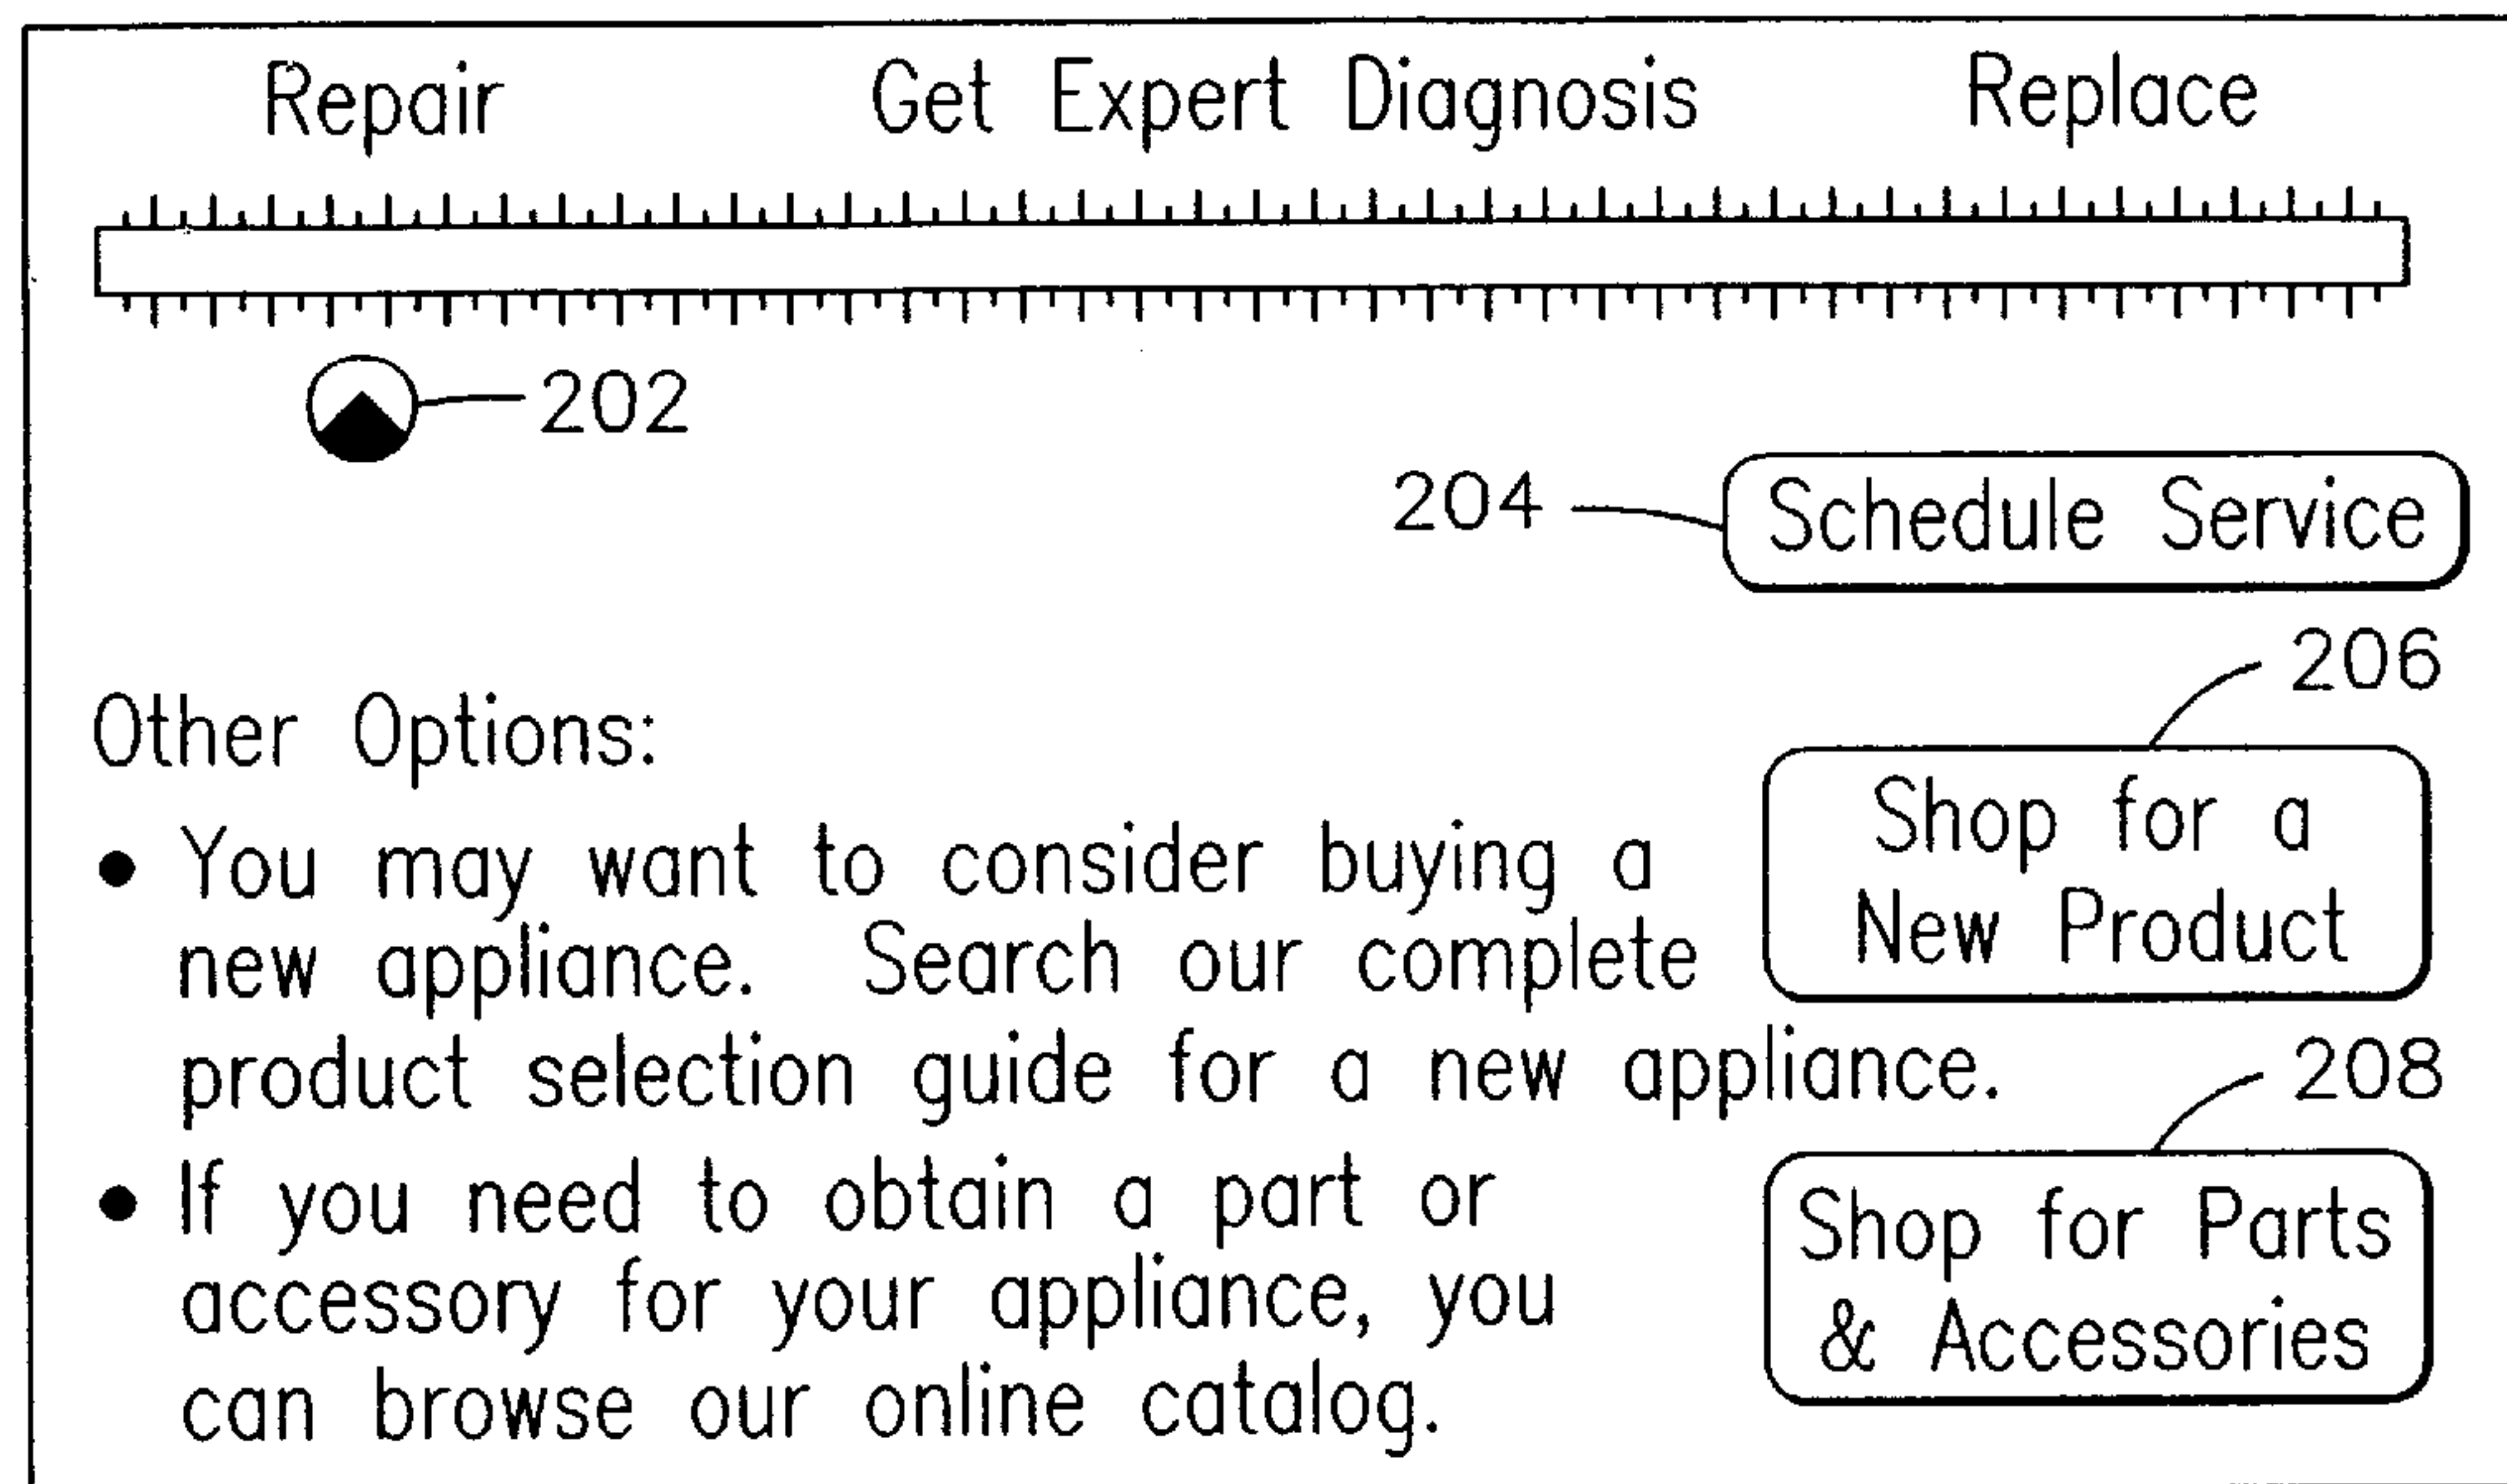 Repair Get Expert Diagnosis Replace
202
204 Schedule Service
206
Other Options:
Shop for a
New Product
• You may want to consider buying a
new appliance. Search our complete
product selection guide for a new appliance.
208
• If you need to obtain a part or
accessory for your appliance, you
can browse our online catalog.
Shop for Parts
& Accessories